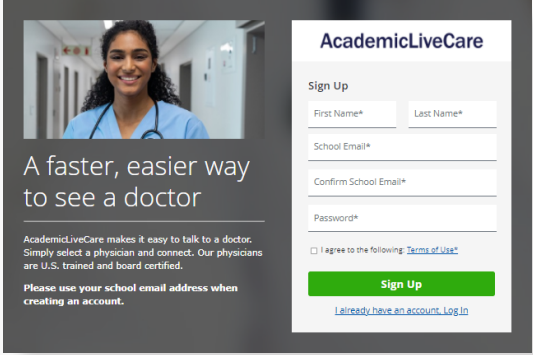 AcademicLiveCare
Sign Up
First Name*
Last Name*
School Email*
Confirm School Email*
Password*
I agree to the following: Terms of Use*
Sign Up
I already have an account, Log In
A faster, easier way
to see a doctor
AcademicLiveCare makes it easy to talk to a doctor.
Simply select a physician and connect. Our physicians
are U.S. trained and board certified.
Please use your school email address when
creating an account.